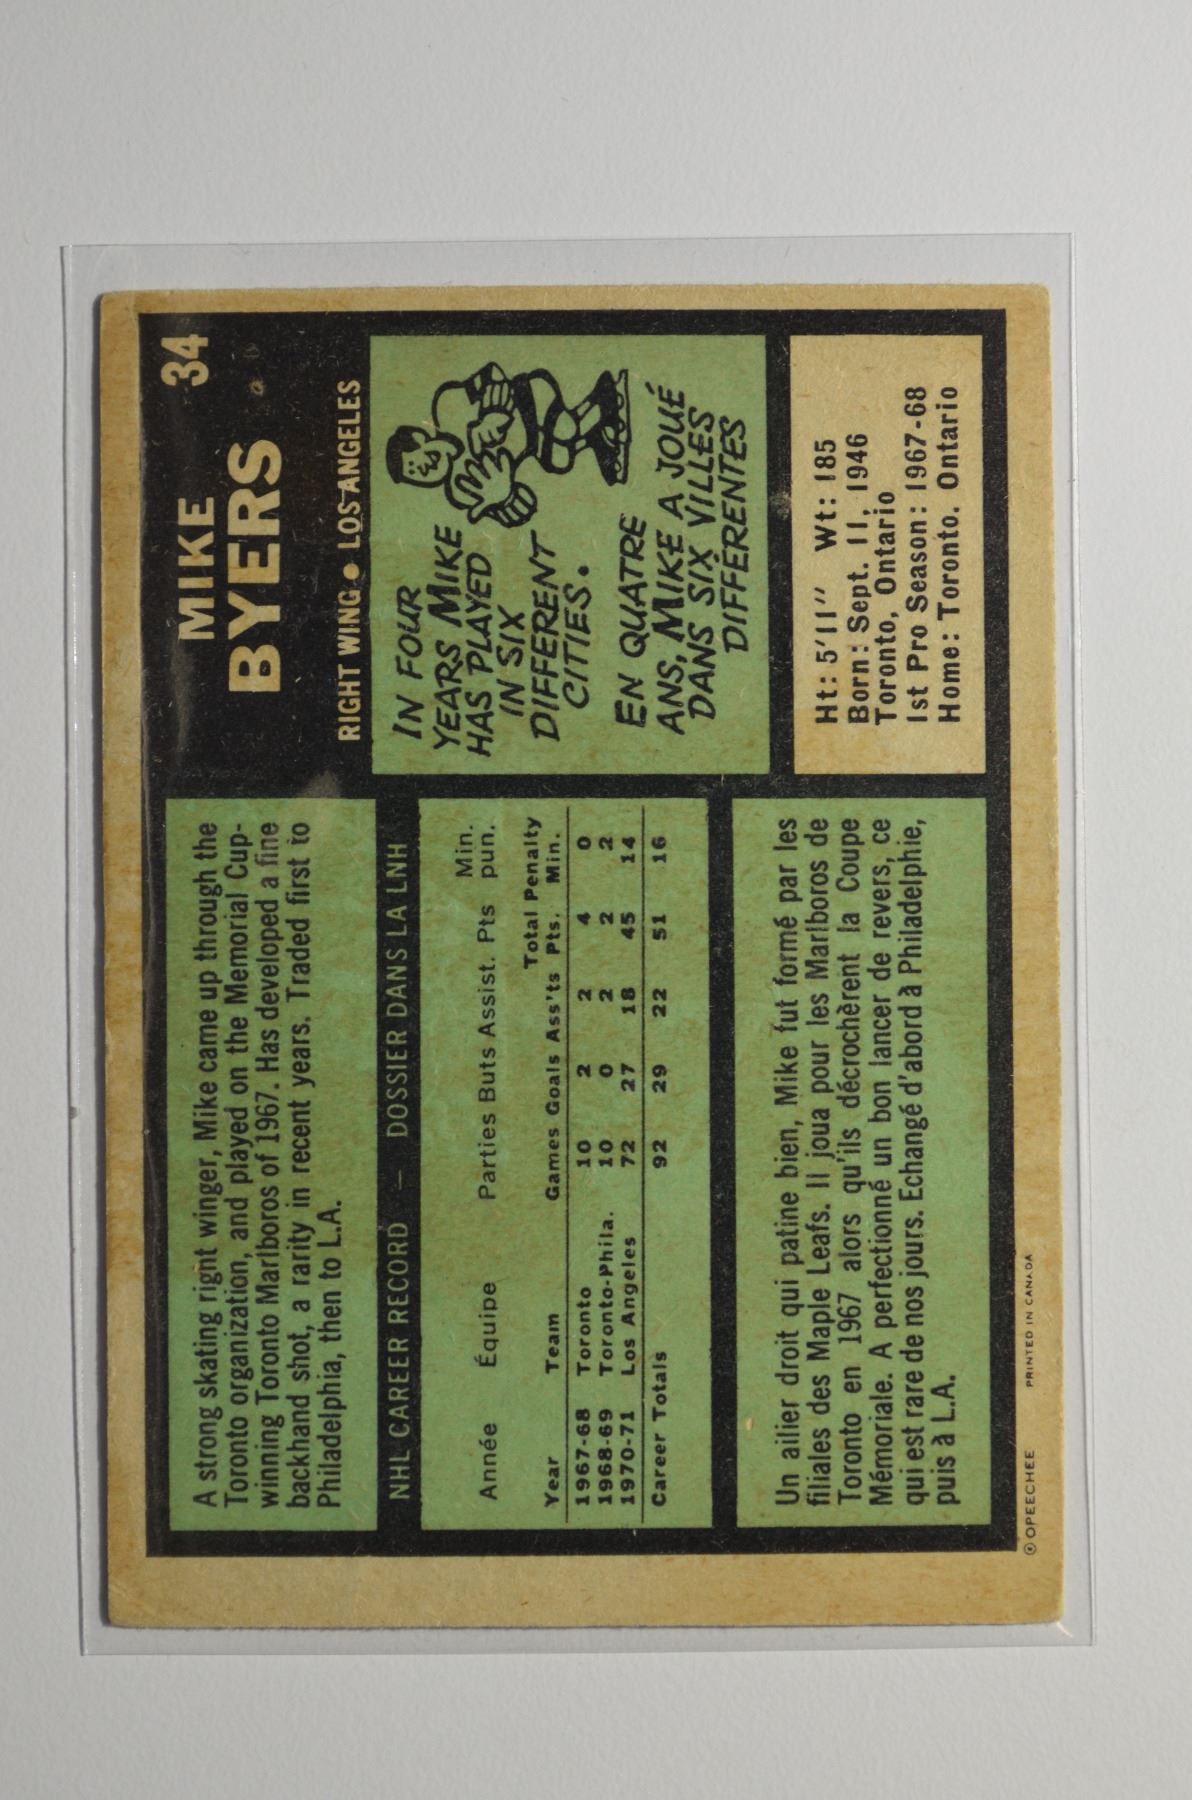 A strong skating right winger, Mike came up through the
Toronto organization, and played on the Memorial Cup-
winning Toronto Marlboros of 1967. Has developed a fine
backhand shot, a rarity in recent years. Traded first to
Philadelphia, then to L.A.
34
MIKE
BYERS
RIGHT WING • LOS ANGELES
NHL CAREER RECORD — DOSSIER DANS LA LNH
Année Équipe Parties Buts Assist. Pts Min. pun.
Year Team Games Goals Ass'ts Total Pts. Penalty Min.
1967-68 Toronto 10 2 2 4 0
1968-69 Toronto-Phila. 10 0 2 2 2
1970-71 Los Angeles 72 27 18 45 14
Career Totals 92 29 22 51 16
IN FOUR
YEARS MIKE
HAS PLAYED
IN SIX
DIFFERENT
CITIES.
EN QUATRE
ANS, MIKE A JOUÉ
DANS SIX VILLES
DIFFÉRENTES
Un ailier droit qui patine bien, Mike fut formé par les
filiales des Maple Leafs. Il joua pour les Marlboros de
Toronto en 1967 alors qu'ils décrochèrent la Coupe
Mémoriale. A perfectionné un bon lancer de revers, ce
qui est rare de nos jours. Echangé d'abord à Philadelphie,
puis à L.A.
Ht: 5'11" Wt: 185
Born: Sept. 11, 1946
Toronto, Ontario
1st Pro Season: 1967-68
Home: Toronto. Ontario
© OPEECHEE PRINTED IN CANADA